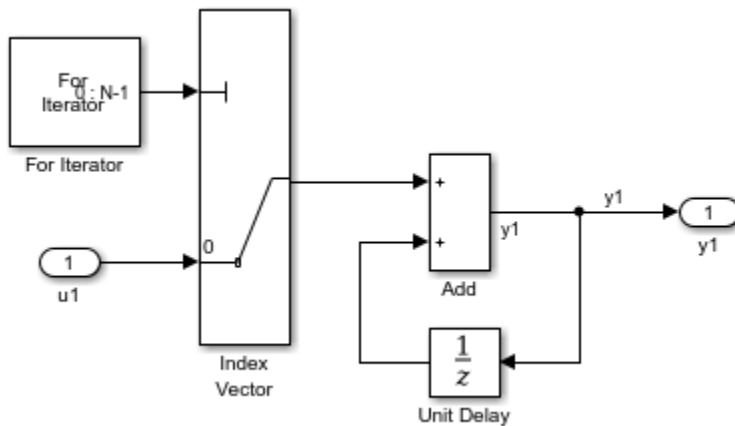 For
Iterator
0 : N-1
For Iterator
1
u1
0
Index
Vector
+
+
Add
y1
y1
1
y1
1
z
Unit Delay